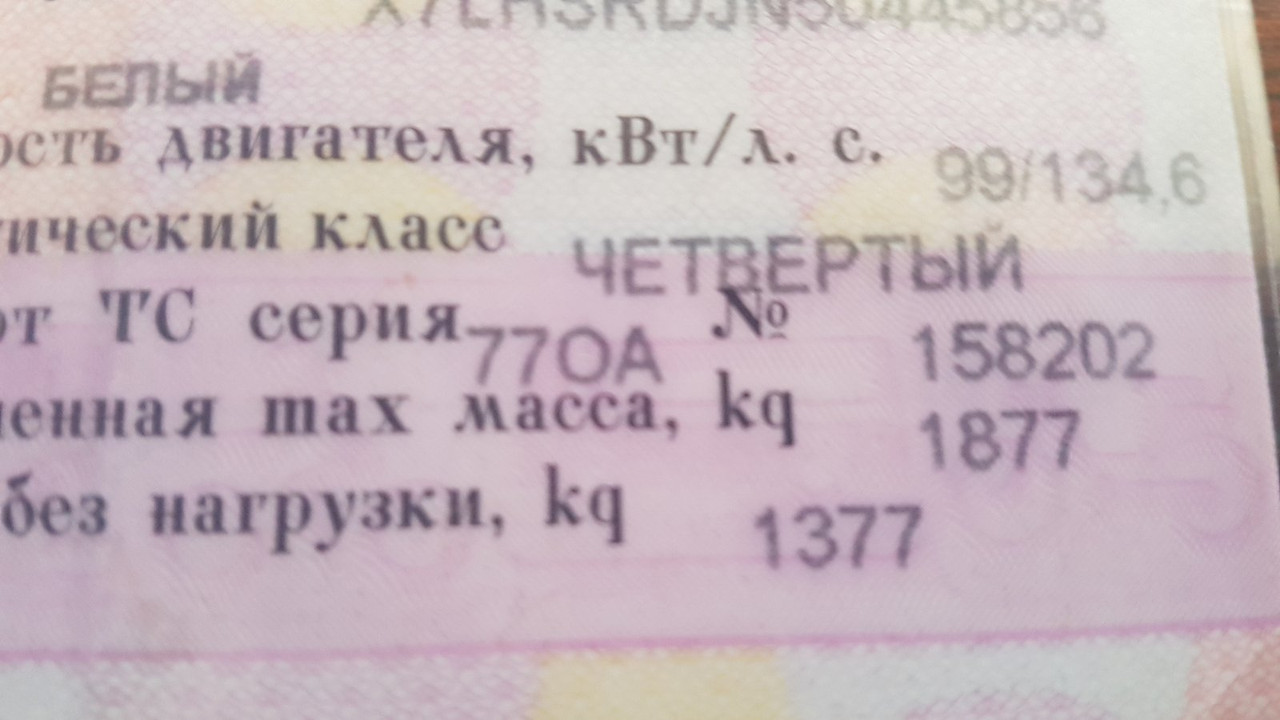 БЕЛЫЙ
ость двигателя, кВт/л. с. 99/134,6
ический класс ЧЕТВЕРТЫЙ
от ТС серия 77ОА № 158202
енная max масса, kq 1877
без нагрузки, kq 1377